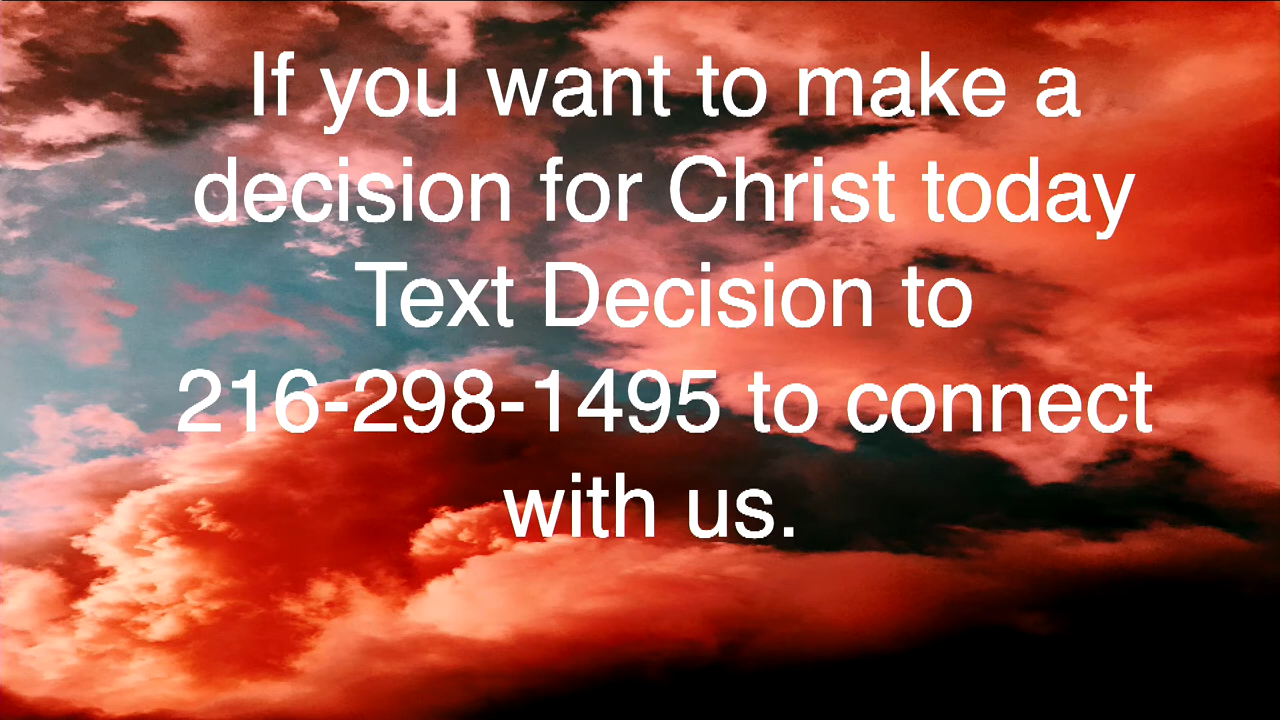 If you want to make a
decision for Christ today
Text Decision to
216-298-1495 to connect
with us.